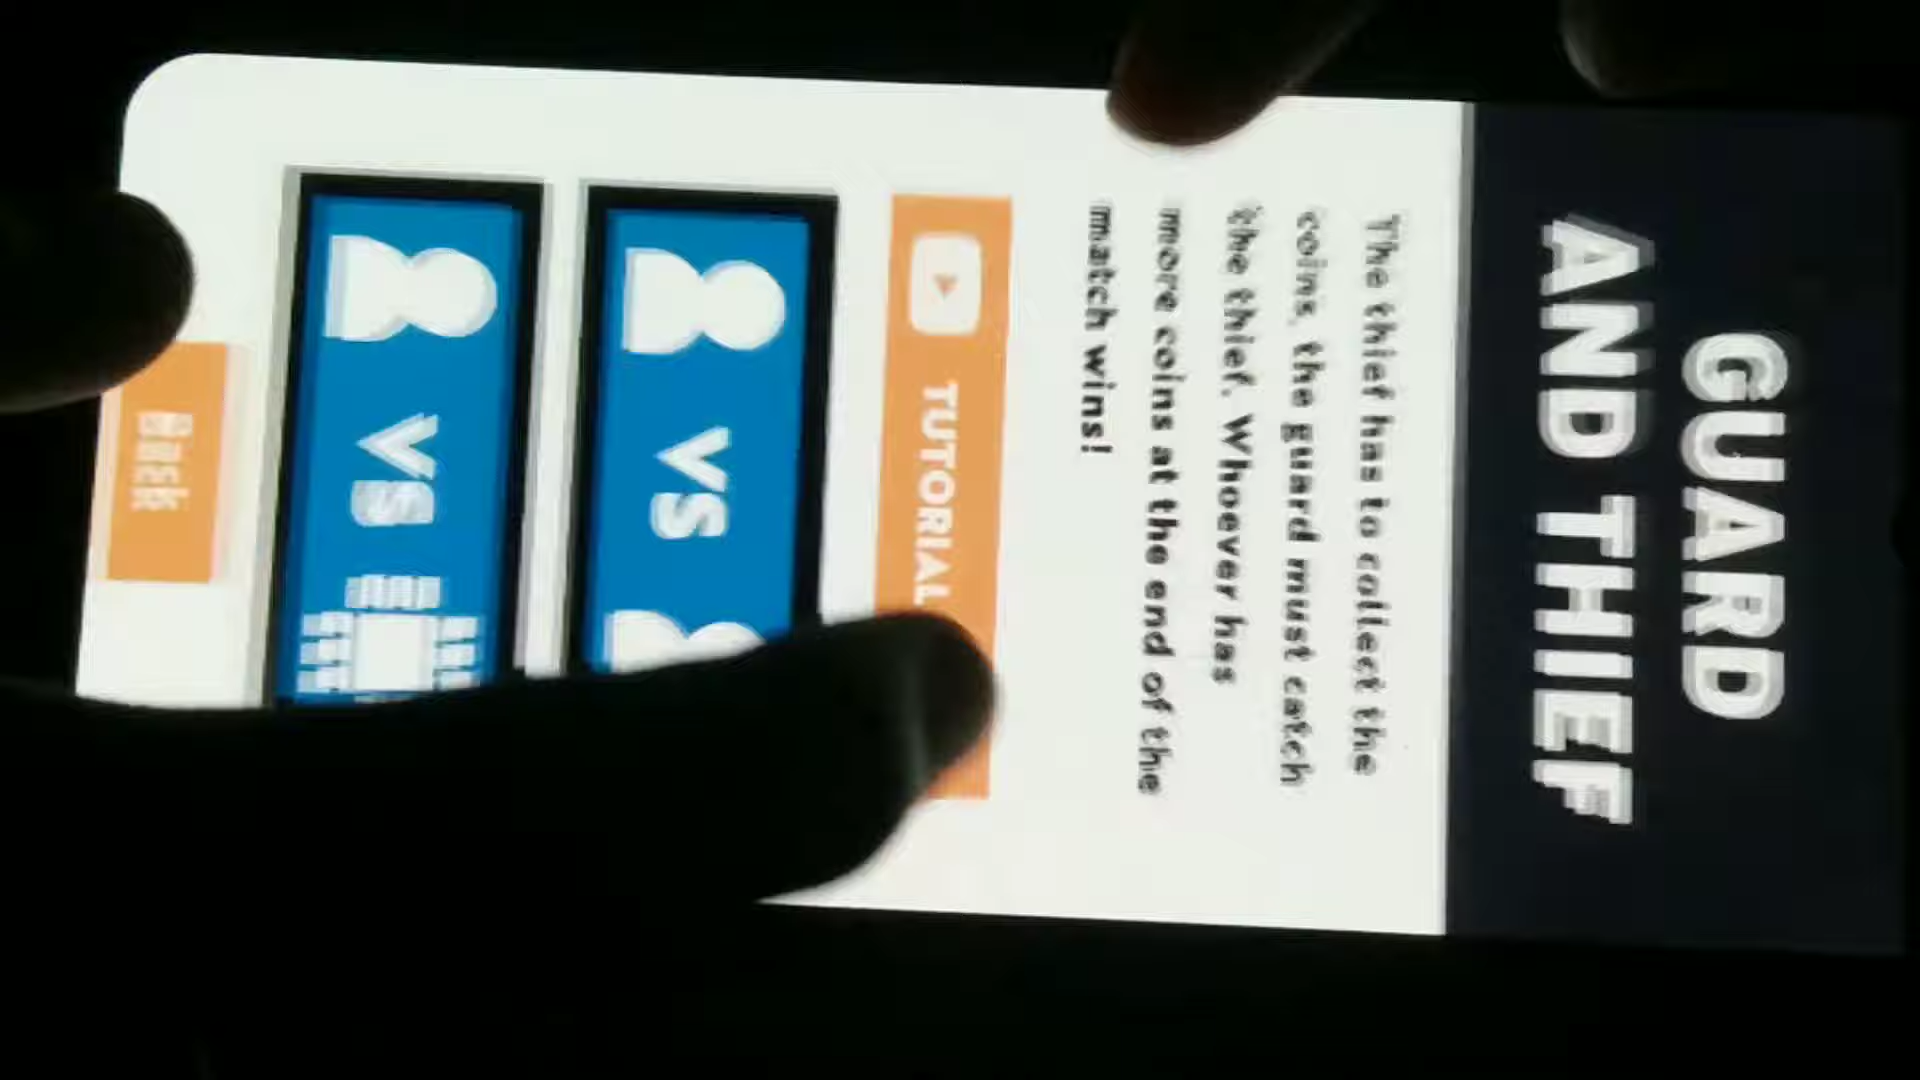 GUARD
AND THIEF
The thief has to collect the
coins, the guard must catch
the thief. Whoever has
more coins at the end of the
match wins!
TUTORIAL
VS
VS